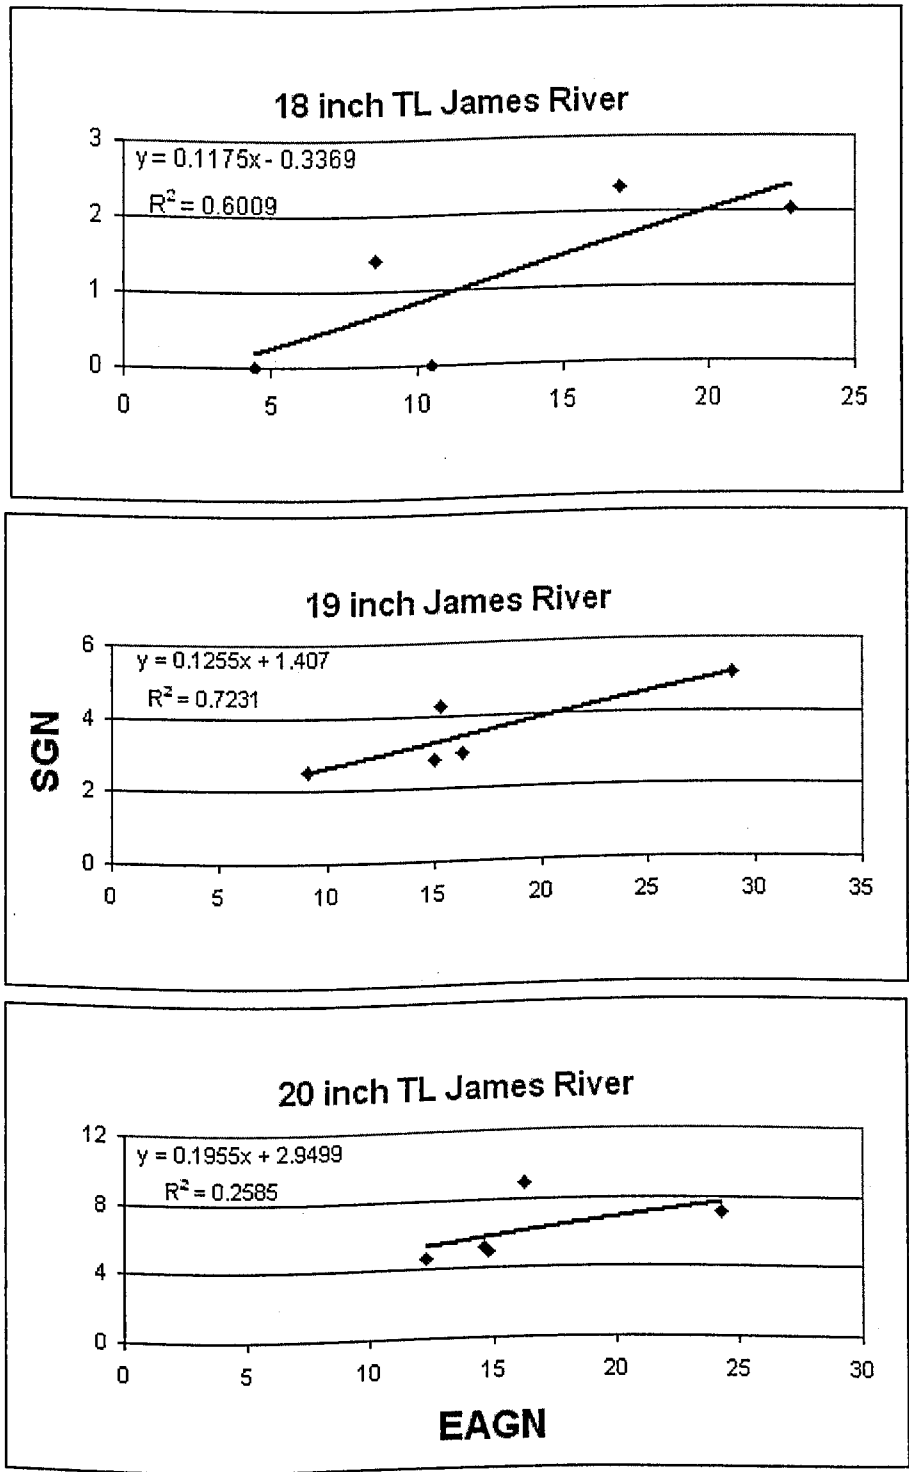 18 inch TL James River
3
y = 0.1175x - 0.3369
R² = 0.6009
2
1
0
0 5 10 15 20 25
19 inch James River
6
y = 0.1255x + 1.407
R² = 0.7231
4
SGN
2
0
0 5 10 15 20 25 30 35
20 inch TL James River
12
y = 0.1955x + 2.9499
R² = 0.2585
8
4
0
0 5 10 15 20 25 30
EAGN